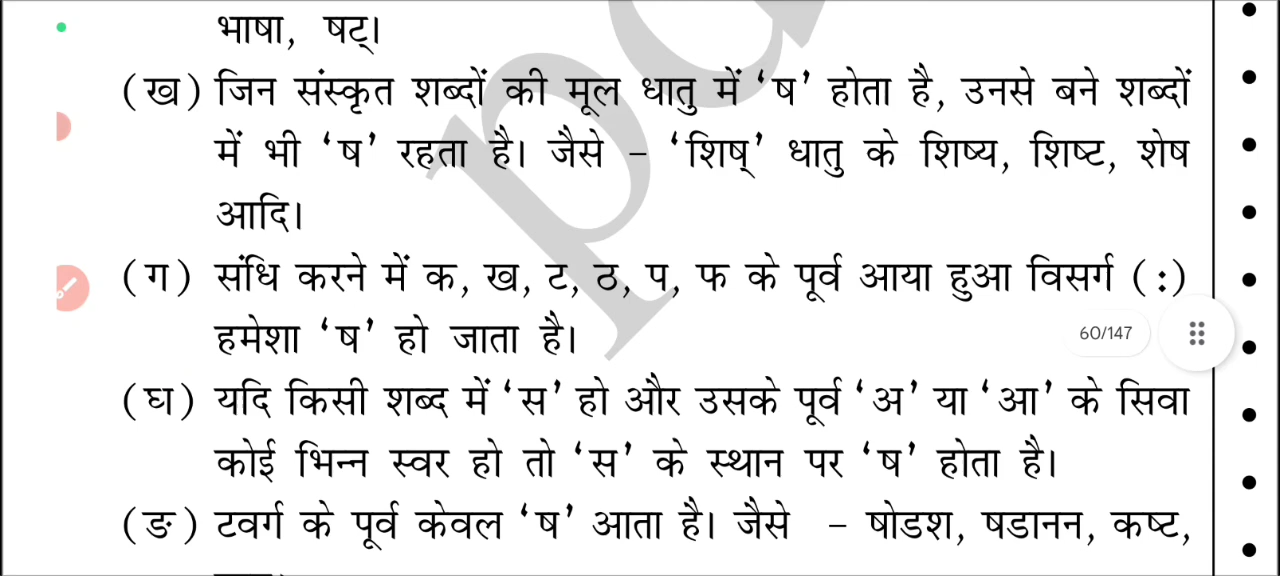 भाषा, षट्।
(ख) जिन संस्कृत शब्दों की मूल धातु में ‘ष’ होता है, उनसे बने शब्दों
में भी ‘ष’ रहता है। जैसे - ‘शिष्’ धातु के शिष्य, शिष्ट, शेष
आदि।
(ग) संधि करने में क, ख, ट, ठ, प, फ के पूर्व आया हुआ विसर्ग (ः)
हमेशा ‘ष’ हो जाता है।
60/147
(घ) यदि किसी शब्द में ‘स’ हो और उसके पूर्व ‘अ’ या ‘आ’ के सिवा
कोई भिन्न स्वर हो तो ‘स’ के स्थान पर ‘ष’ होता है।
(ङ) टवर्ग के पूर्व केवल ‘ष’ आता है। जैसे - षोडश, षडानन, कष्ट,